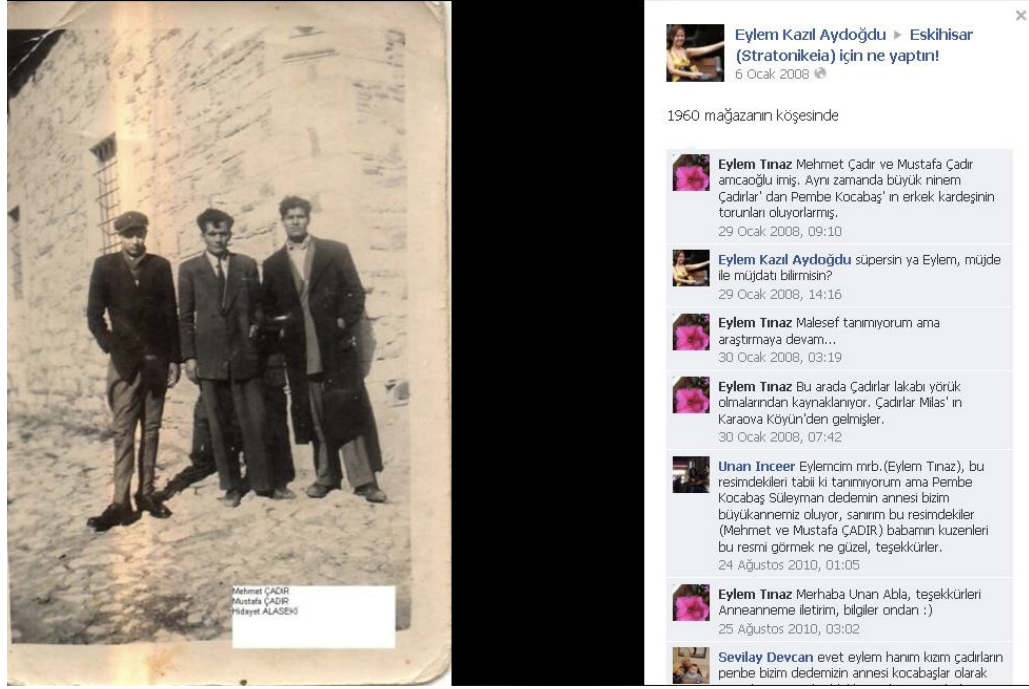 Eylem Kazıl Aydoğdu ▸ Eskihisar
(Stratonikeia) için ne yaptın!
6 Ocak 2008
1960 mağazanın köşesinde
Eylem Tınaz Mehmet Çadır ve Mustafa Çadır
amcaoğlu imiş. Aynı zamanda büyük ninem
Çadırlar' dan Pembe Kocabaş' ın erkek kardeşinin
torunları oluyorlarmış.
29 Ocak 2008, 09:10
Eylem Kazıl Aydoğdu süpersin ya Eylem, müjde
ile müjdatı bilirmisin?
29 Ocak 2008, 14:16
Eylem Tınaz Malesef tanımıyorum ama
araştırmaya devam...
30 Ocak 2008, 03:19
Eylem Tınaz Bu arada Çadırlar lakabı yörük
olmalarından kaynaklanıyor. Çadırlar Milas' ın
Karaova Köyün'den gelmişler.
30 Ocak 2008, 07:42
Unan Inceer Eylemcim mrb.(Eylem Tınaz), bu
resimdekileri tabii ki tanımıyorum ama Pembe
Kocabaş Süleyman dedemin annesi bizim
büyükannemiz oluyor, sanırım bu resimdekiler
(Mehmet ve Mustafa ÇADIR) babamın kuzenleri
bu resmi görmek ne güzel, teşekkürler.
24 Ağustos 2010, 01:05
Eylem Tınaz Merhaba Unan Abla, teşekkürleri
Anneanneme iletirim, bilgiler ondan :)
25 Ağustos 2010, 03:02
Sevilay Devcan evet eylem hanım kızım çadırların
penbe bizim dedemizin annesi kocabaşlar olarak
Mehmet ÇADIR
Mustafa ÇADIR
Hidayet ALASEKİ